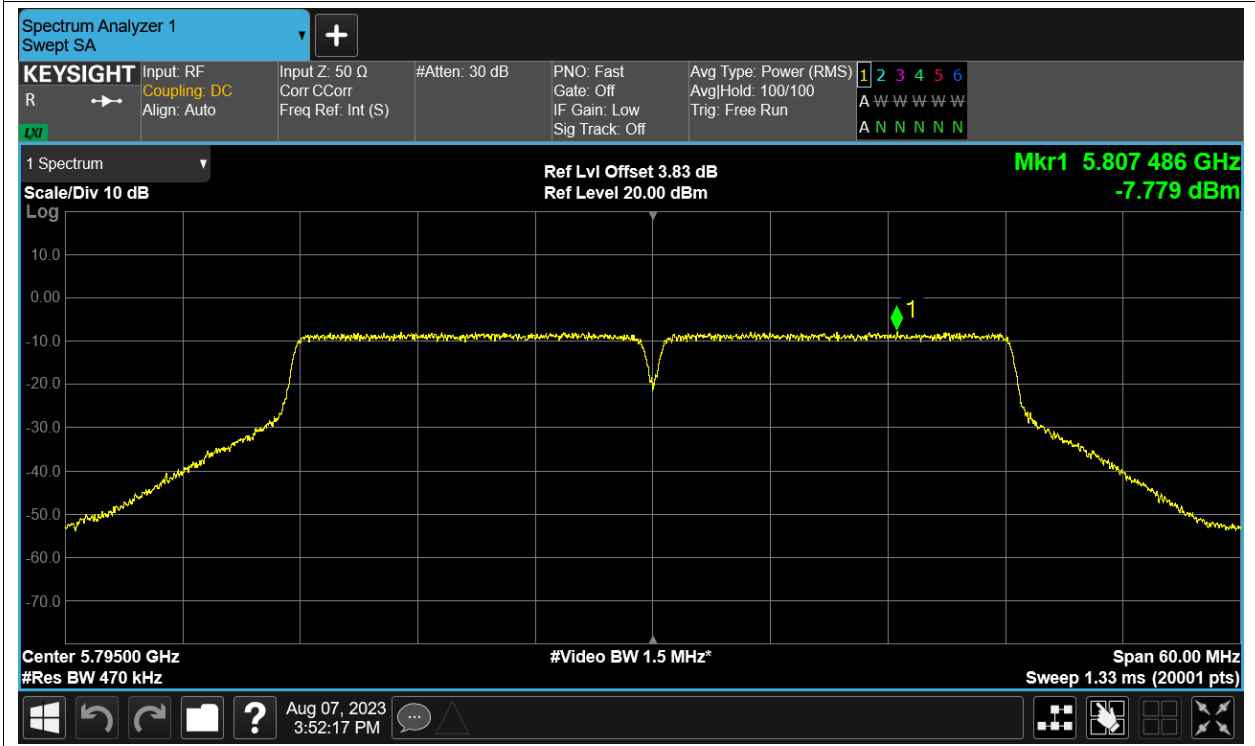 Spectrum Analyzer 1
Swept SA
KEYSIGHT
R
LXI
Input: RF
Coupling: DC
Align: Auto
Input Z: 50 Ω
Corr CCorr
Freq Ref: Int (S)
#Atten: 30 dB
PNO: Fast
Gate: Off
IF Gain: Low
Sig Track: Off
Avg Type: Power (RMS)
Avg|Hold: 100/100
Trig: Free Run
1 2 3 4 5 6
A W W W W W
A N N N N N
1 Spectrum
Scale/Div 10 dB
Ref Lvl Offset 3.83 dB
Ref Level 20.00 dBm
Mkr1 5.807 486 GHz
-7.779 dBm
Log
10.0
0.00
-10.0
-20.0
-30.0
-40.0
-50.0
-60.0
-70.0
1
Center 5.79500 GHz
#Res BW 470 kHz
#Video BW 1.5 MHz*
Span 60.00 MHz
Sweep 1.33 ms (20001 pts)
?
Aug 07, 2023
3:52:17 PM